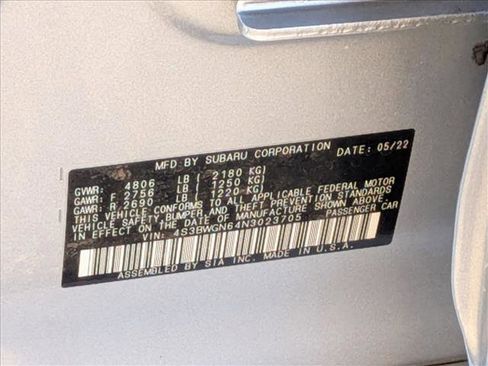 MFD BY SUBARU CORPORATION DATE: 05/22
GVWR: 4806 LB ( 2180 KG)
GAWR: F 2756 LB ( 1250 KG)
GAWR: R 2690 LB ( 1220 KG)
THIS VEHICLE CONFORMS TO ALL APPLICABLE FEDERAL MOTOR
VEHICLE SAFETY, BUMPER, AND THEFT PREVENTION STANDARDS
IN EFFECT ON THE DATE OF MANUFACTURE SHOWN ABOVE.
VIN: 4S3BWGN64N3023705 PASSENGER CAR
ASSEMBLED BY SIA INC. MADE IN U.S.A.